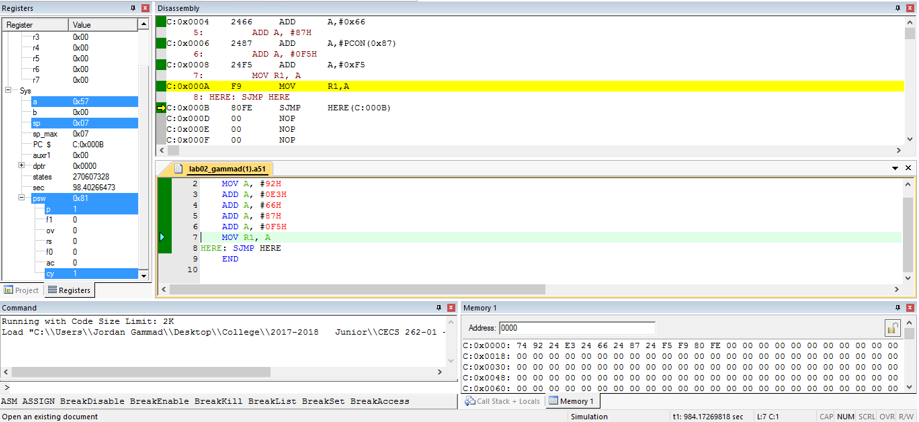 Registers
Register Value
r3 0x00
r4 0x00
r5 0x00
r6 0x00
r7 0x00
Sys
a 0x57
b 0x00
sp 0x07
sp_max 0x07
PC $ C:0x000B
auxr1 0x00
dptr 0x0000
states 270607328
sec 98.40266473
psw 0x81
p 1
f1 0
ov 0
rs 0
f0 0
ac 0
cy 1
Project Registers
Disassembly
C:0x0004 2466 ADD A,#0x66
5: ADD A, #87H
C:0x0006 2487 ADD A,#PCON(0x87)
6: ADD A, #0F5H
C:0x0008 24F5 ADD A,#0xF5
7: MOV R1, A
C:0x000A F9 MOV R1,A
8: HERE: SJMP HERE
C:0x000B 80FE SJMP HERE(C:000B)
C:0x000D 00 NOP
C:0x000E 00 NOP
C:0x000F 00 NOP
lab02_gammad(1).a51
2 MOV A, #92H
3 ADD A, #0E3H
4 ADD A, #66H
5 ADD A, #87H
6 ADD A, #0F5H
7 MOV R1, A
8 HERE: SJMP HERE
9 END
10
Command
Running with Code Size Limit: 2K
Load "C:\\Users\\Jordan Gammad\\Desktop\\College\\2017-2018 Junior\\CECS 262-01 -
>
ASM ASSIGN BreakDisable BreakEnable BreakKill BreakList BreakSet BreakAccess
Memory 1
Address: 0000
C:0x0000: 74 92 24 E3 24 66 24 87 24 F5 F9 80 FE 00 00 00 00 00 00 00 00 00 00 00
C:0x0018: 00 00 00 00 00 00 00 00 00 00 00 00 00 00 00 00 00 00 00 00 00 00 00 00
C:0x0030: 00 00 00 00 00 00 00 00 00 00 00 00 00 00 00 00 00 00 00 00 00 00 00 00
C:0x0048: 00 00 00 00 00 00 00 00 00 00 00 00 00 00 00 00 00 00 00 00 00 00 00 00
C:0x0060: 00 00 00 00 00 00 00 00 00 00 00 00 00 00 00 00 00 00 00 00 00 00 00 00
Call Stack + Locals Memory 1
Open an existing document Simulation t1: 984.17269818 sec L:7 C:1 CAP NUM SCRL OVR R/W